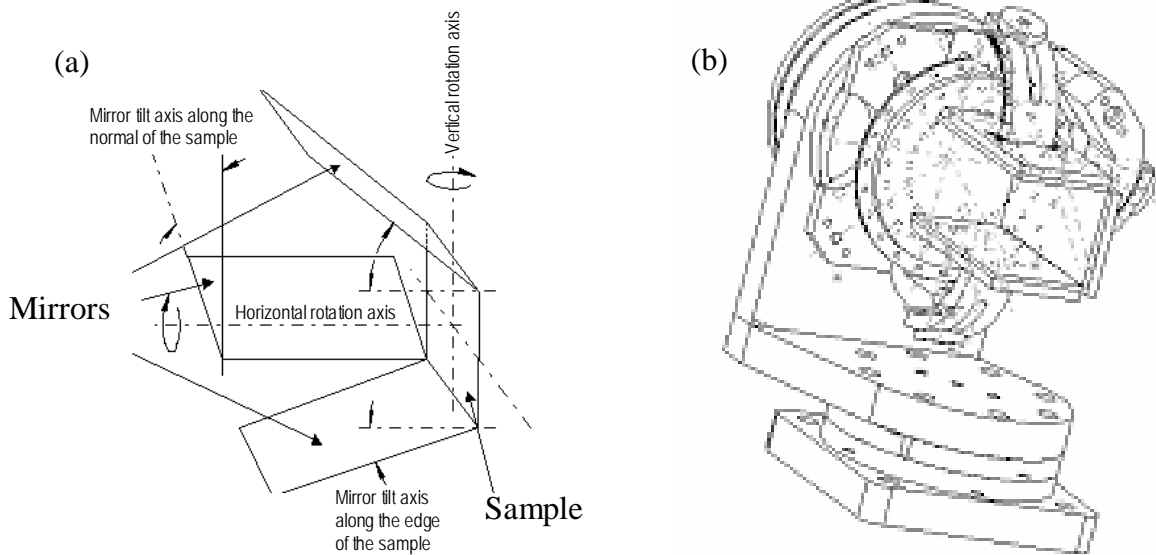 (a)
Mirror tilt axis along the
normal of the sample
Vertical rotation axis
Mirrors
Horizontal rotation axis
Mirror tilt axis
along the edge
of the sample
Sample
(b)